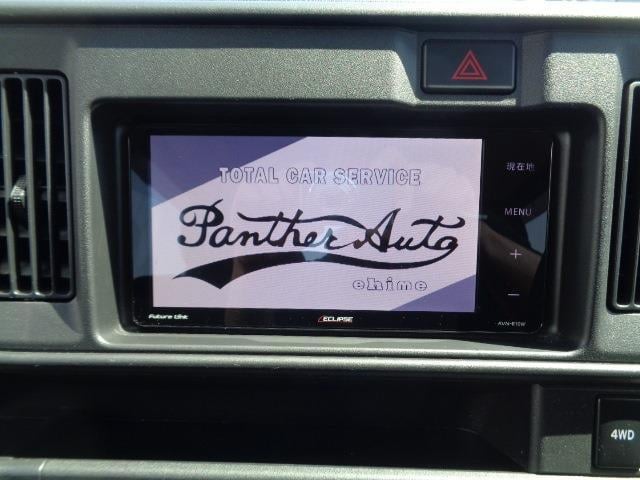 TOTAL CAR SERVICE
現在地
Panther Auto
MENU
ehime
+
−
Future Link
ECLIPSE
AVN-R10W
4WD